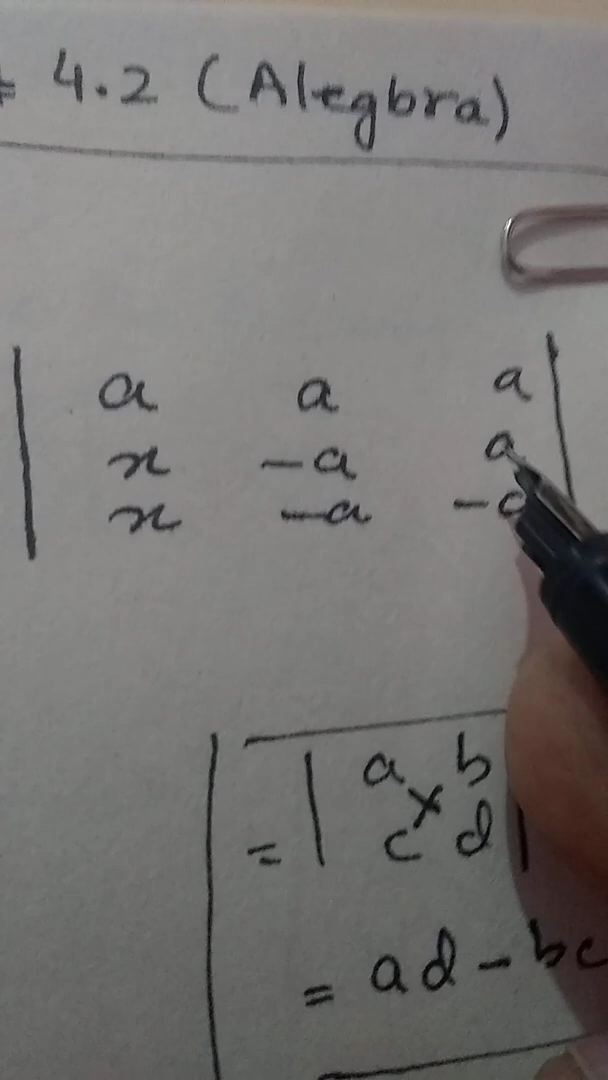 4.2 (Alegbra)
| a a a |
| x -a a |
| x -a
= | a b |
c d
= ad - bc